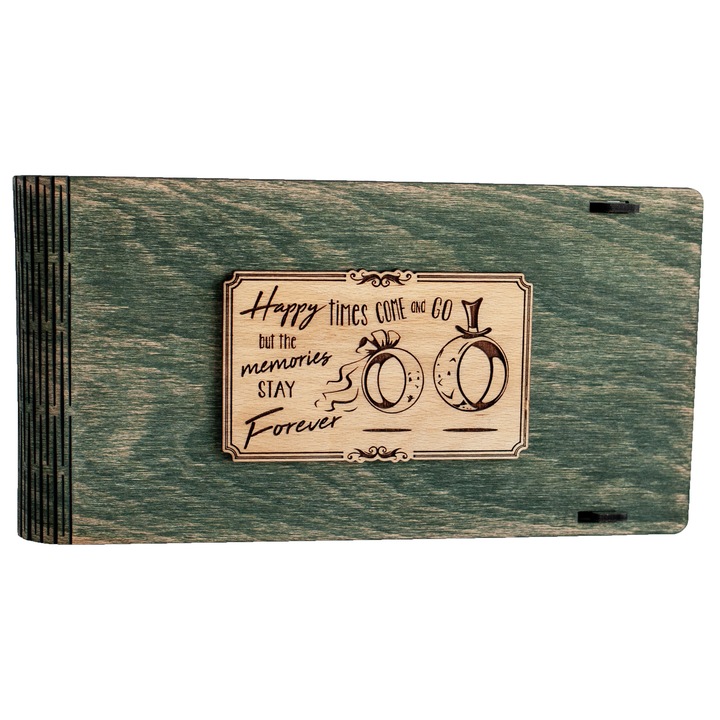 Happy times COME and GO
but the
memories
STAY
Forever